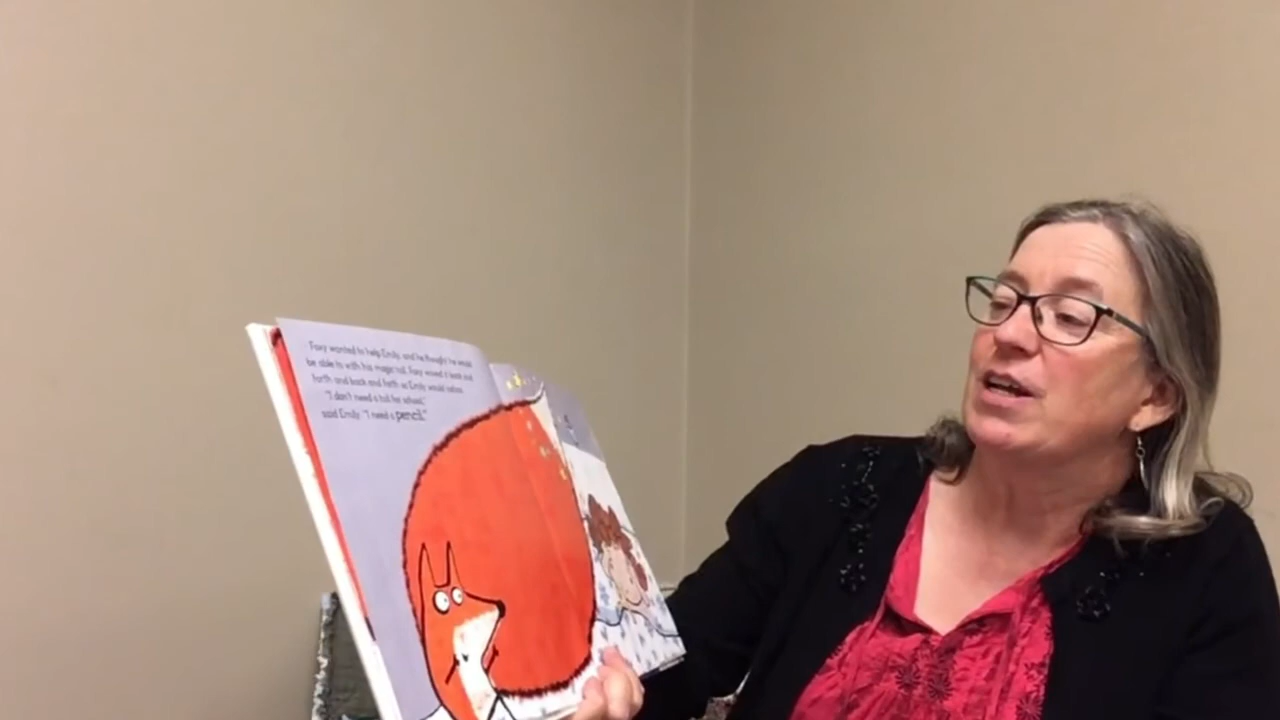 Foxy wanted to help Emily, and he thought he would
be able to with his magic tail. Foxy waved it back and
forth and back and forth so Emily would notice.
"I don't need a tail for school,"
said Emily. "I need a pencil."